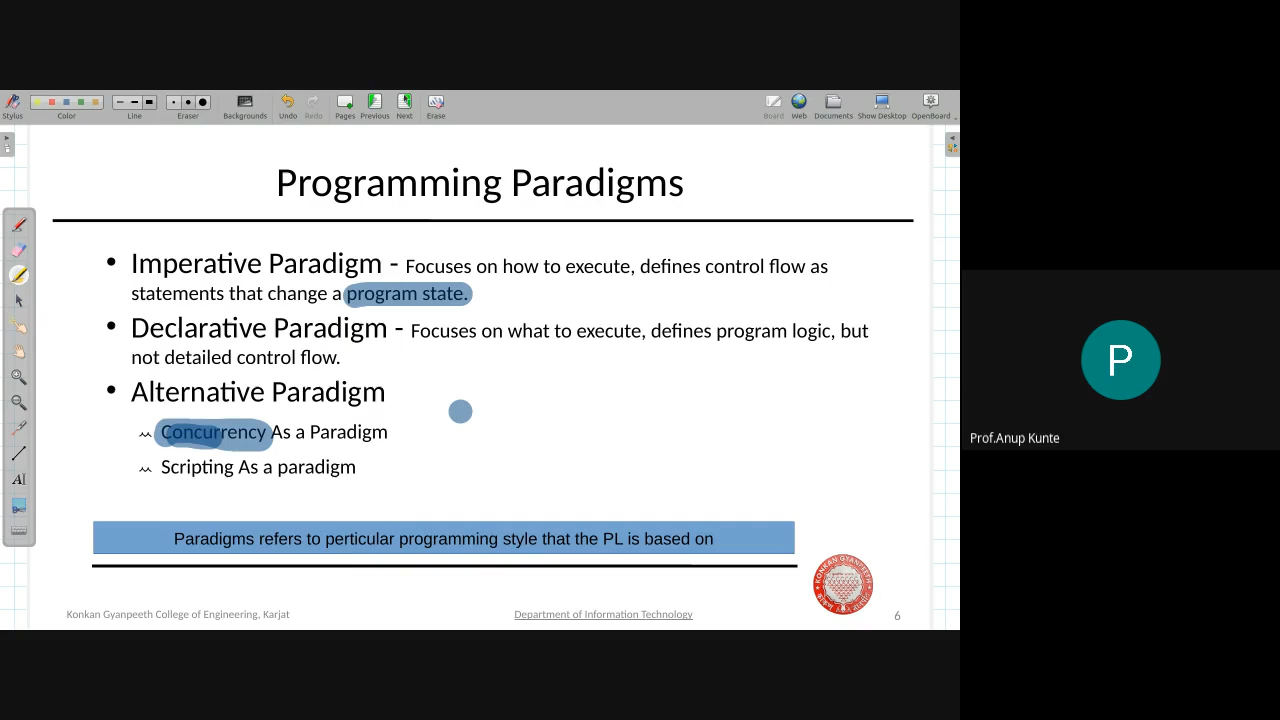 Stylus
Color
Line
Eraser
Backgrounds
Undo
Redo
Pages
Previous
Next
Erase
Board
Web
Documents
Show Desktop
OpenBoard
Programming Paradigms
• Imperative Paradigm - Focuses on how to execute, defines control flow as
statements that change a program state.
• Declarative Paradigm - Focuses on what to execute, defines program logic, but
not detailed control flow.
• Alternative Paradigm
Concurrency As a Paradigm
Scripting As a paradigm
Paradigms refers to perticular programming style that the PL is based on
KONKAN GYANPEETH
Konkan Gyanpeeth College of Engineering, Karjat
Department of Information Technology
6
AI
P
Prof.Anup Kunte